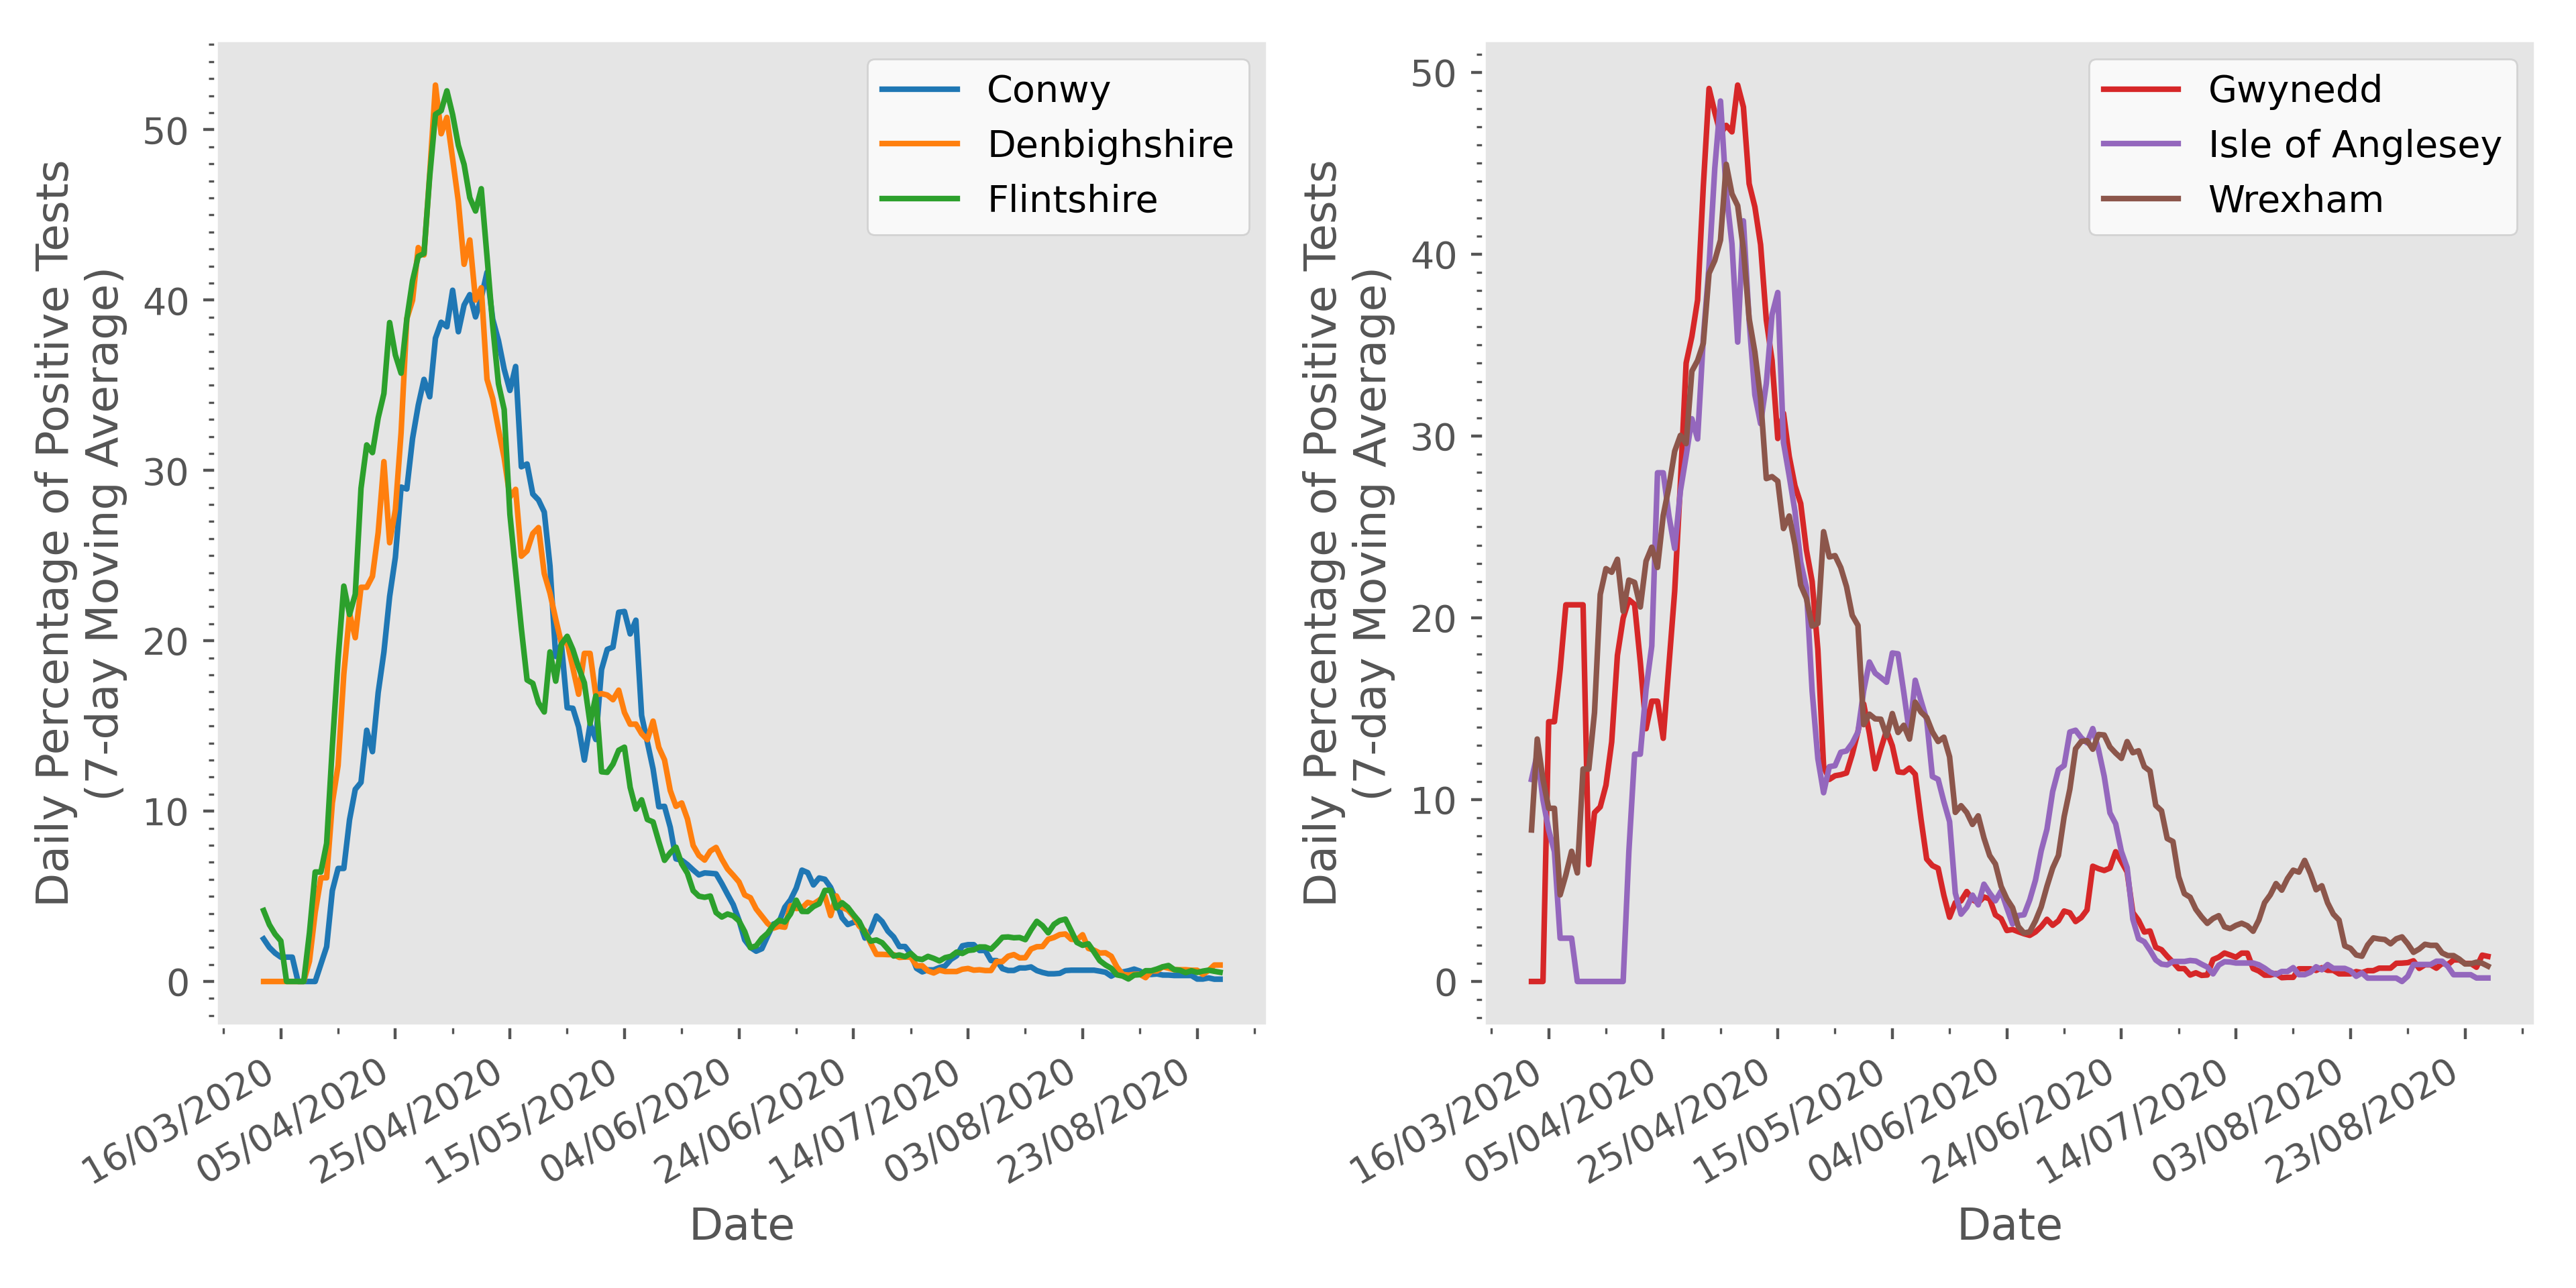 Daily Percentage of Positive Tests
(7-day Moving Average)
50
40
30
20
10
0
Conwy
Denbighshire
Flintshire
16/03/2020
05/04/2020
25/04/2020
15/05/2020
04/06/2020
24/06/2020
14/07/2020
03/08/2020
23/08/2020
Date
Daily Percentage of Positive Tests
(7-day Moving Average)
50
40
30
20
10
0
Gwynedd
Isle of Anglesey
Wrexham
16/03/2020
05/04/2020
25/04/2020
15/05/2020
04/06/2020
24/06/2020
14/07/2020
03/08/2020
23/08/2020
Date